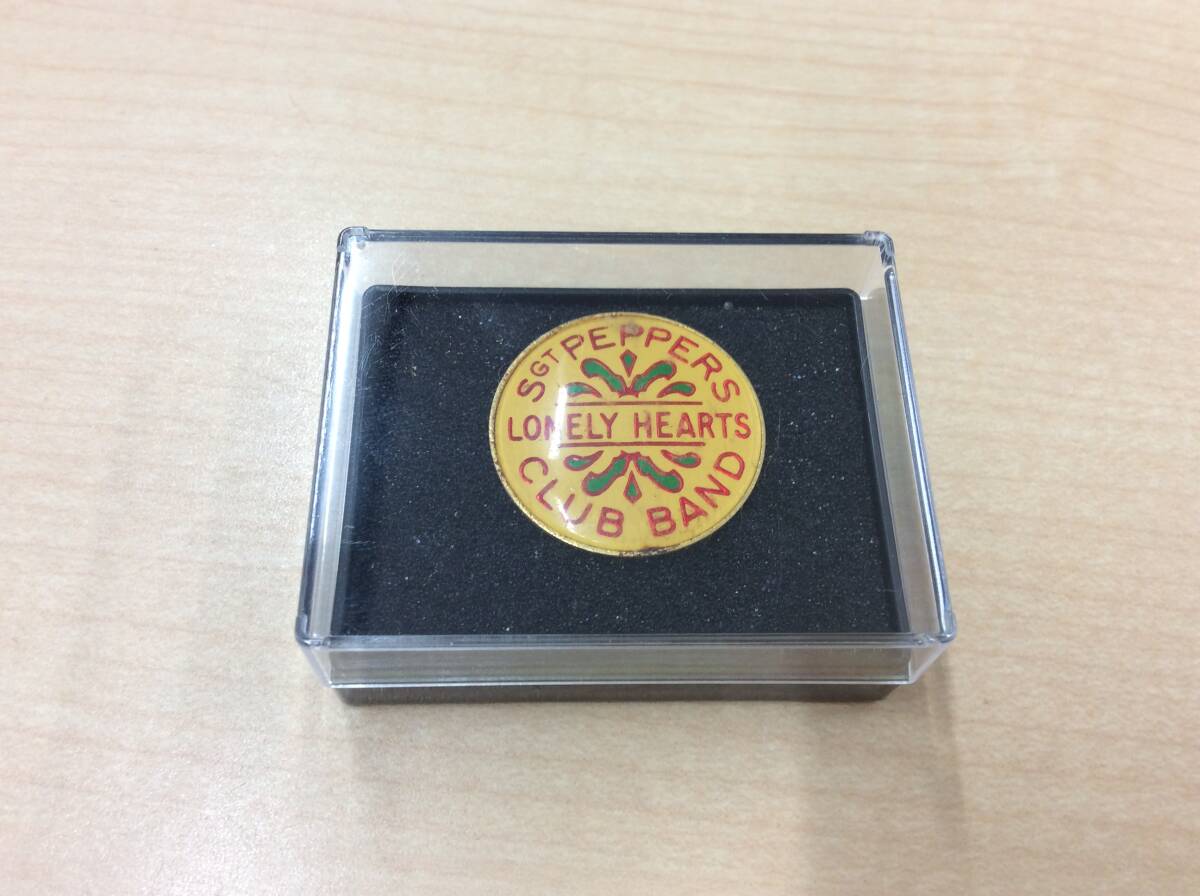 SGT PEPPERS
LONELY HEARTS
CLUB BAND